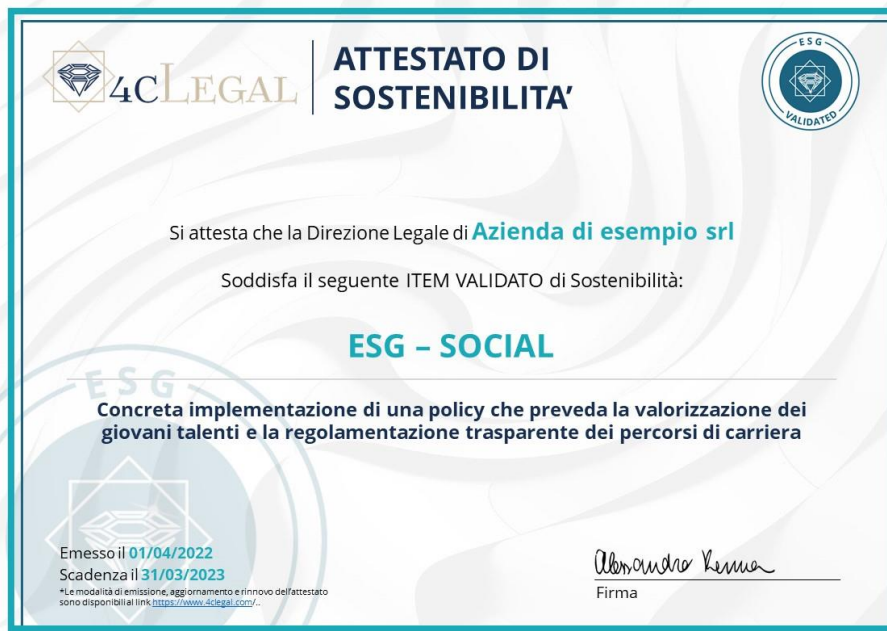 4cLegal
ATTESTATO DI
SOSTENIBILITA’
ESG
VALIDATED
Si attesta che la Direzione Legale di Azienda di esempio srl
Soddisfa il seguente ITEM VALIDATO di Sostenibilità:
ESG – SOCIAL
ESG
Concreta implementazione di una policy che preveda la valorizzazione dei
giovani talenti e la regolamentazione trasparente dei percorsi di carriera
Emesso il 01/04/2022
Scadenza il 31/03/2023
*Le modalità di emissione, aggiornamento e rinnovo dell’attestato
sono disponibili al link https://www.4clegal.com/..
Firma